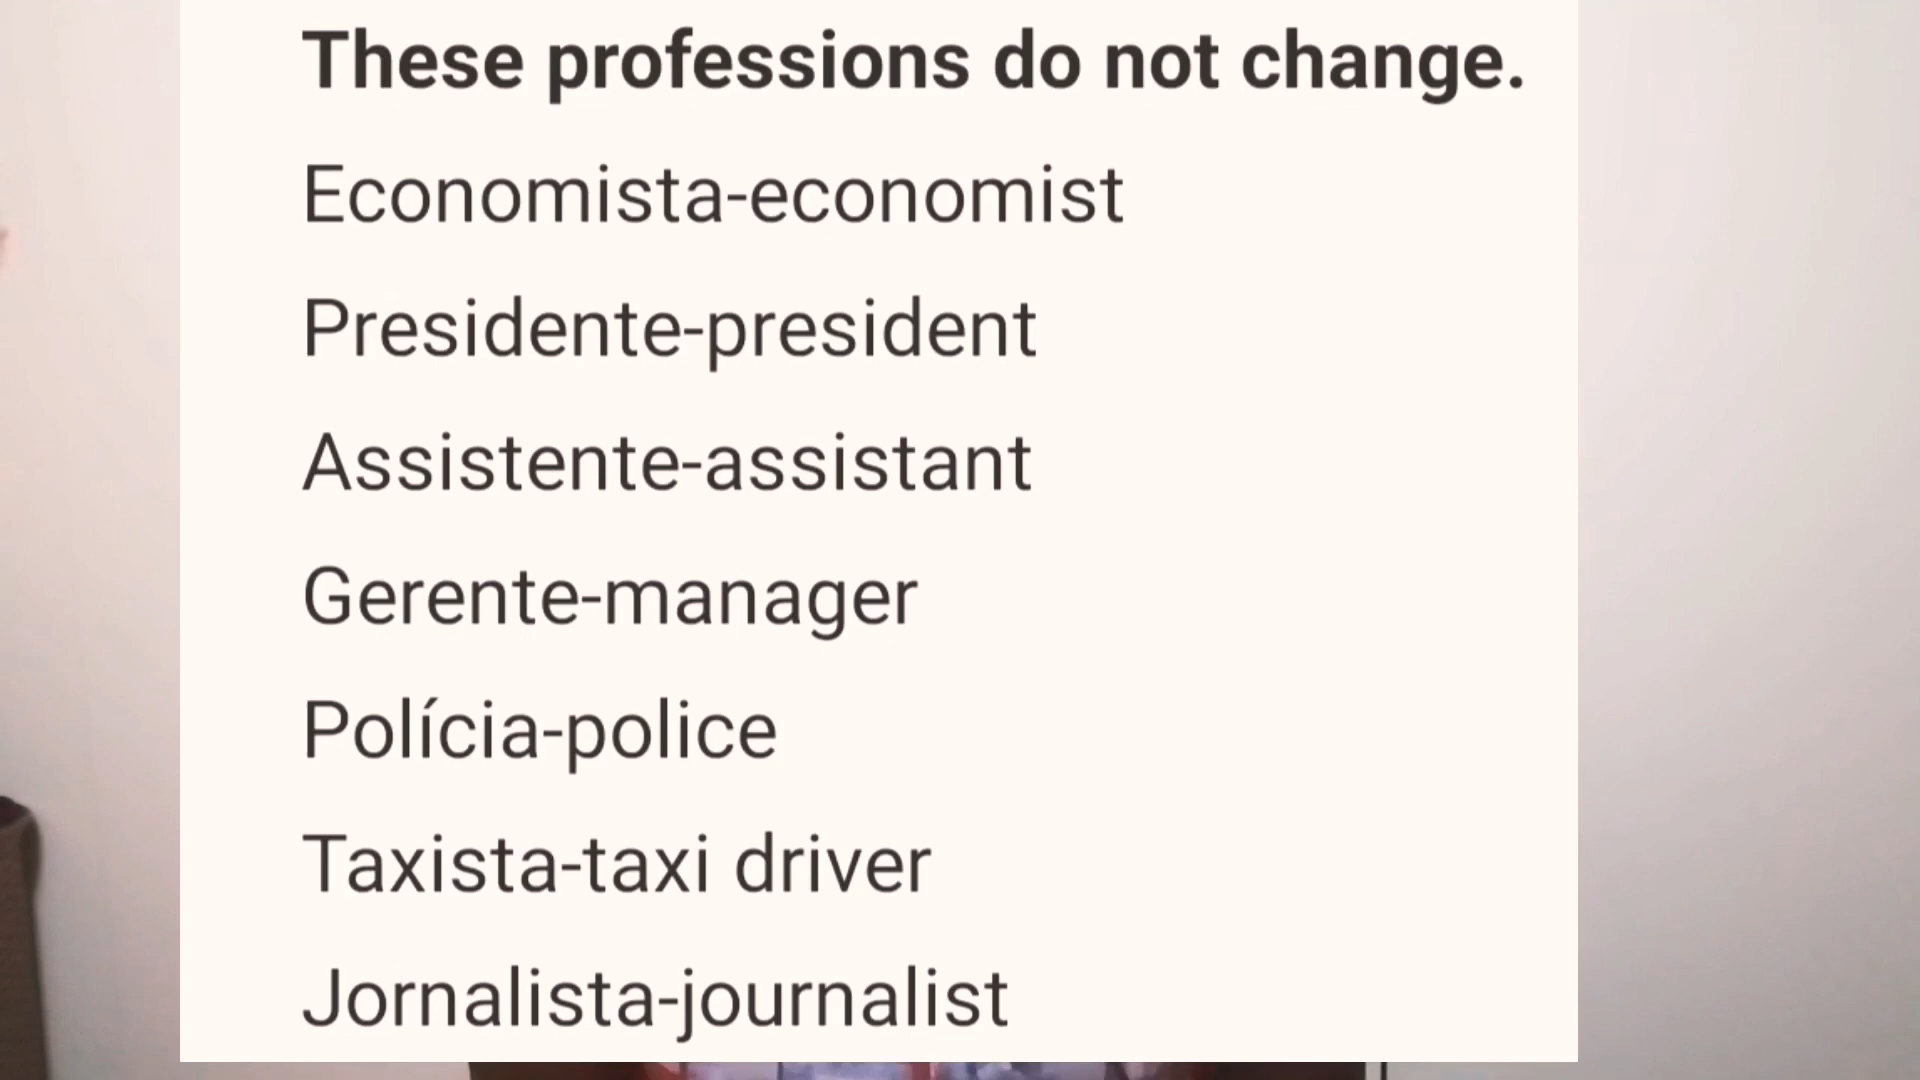 These professions do not change.
Economista-economist
Presidente-president
Assistente-assistant
Gerente-manager
Polícia-police
Taxista-taxi driver
Jornalista-journalist